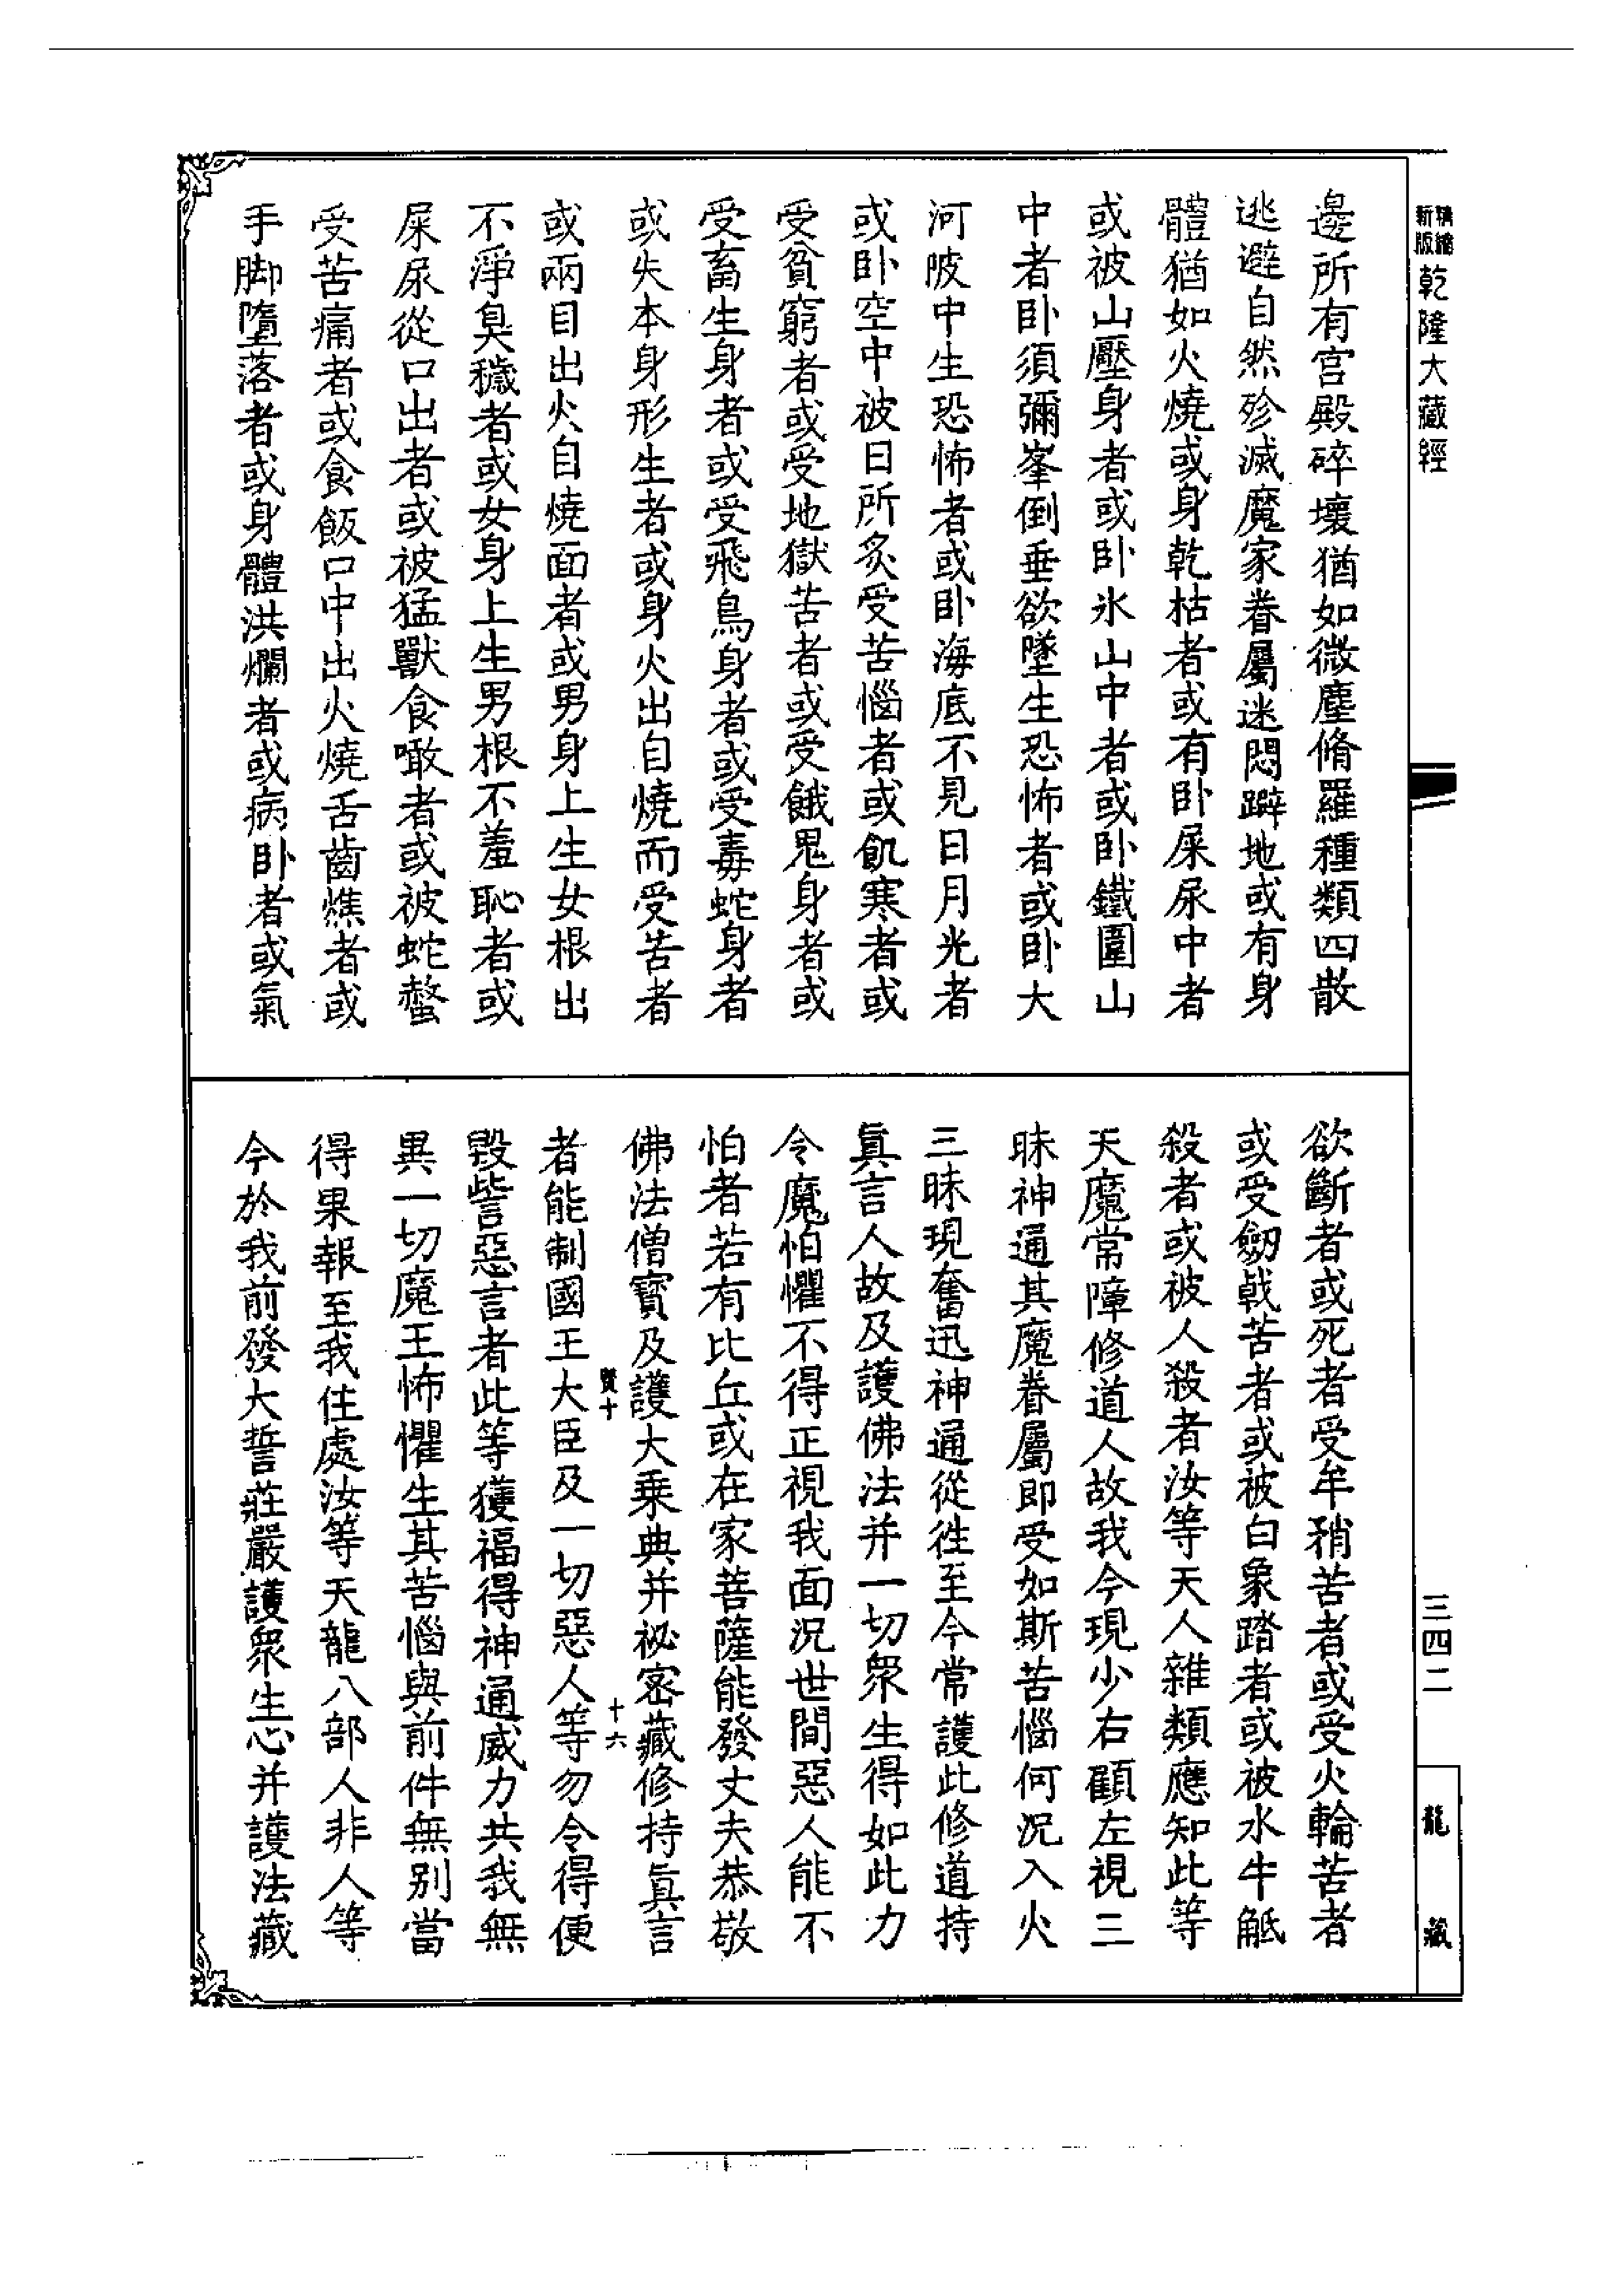 精縮
新版
乾隆大藏經
三四二
龍藏
邊所有宮殿碎壞猶如微塵脩羅種類四散
逃避自然殄滅魔家眷屬迷悶躃地或有身
體猶如火燒或身乾枯者或有卧屎尿中者
或被山壓身者或卧氷山中者或卧鐵圍山
中者卧須彌峯倒垂欲墜生恐怖者或卧大
河陂中生恐怖者或卧海底不見日月光者
或卧空中被日所炙受苦惱者或飢寒者或
受貧窮者或受地獄苦者或受餓鬼身者或
受畜生身者或受飛鳥身者或受毒蛇身者
或失本身形生者或身火出自燒而受苦者
或兩目出火自燒面者或男身上生女根出
不淨臭穢者或女身上生男根不羞恥者或
屎尿從口出者或被猛獸食噉者或被蛇螫
受苦痛者或食飯口中出火燒舌齒燋者或
手脚墮落者或身體洪爛者或病卧者或氣
欲斷者或死者受牟矟苦者或受火輪苦者
或受劒戟苦者或被白象踏者或被水牛觝
殺者或被人殺者汝等天人雜類應知此等
天魔常障修道人故我今現少右顧左視三
昧神通其魔眷屬即受如斯苦惱何況入火
三昧現奮迅神通從徃至今常護此修道持
眞言人故及護佛法并一切衆生得如此力
令魔怕懼不得正視我面況世間惡人能不
怕者若有比丘或在家菩薩能發丈夫恭敬
佛法僧寶及護大乗典并祕密藏修持眞言
賢十
十六
者能制國王大臣及一切惡人等勿令得便
毀訾惡言者此等獲福得神通威力共我無
異一切魔王怖懼生其苦惱與前件無别當
得果報至我住處汝等天龍八部人非人等
今於我前發大誓莊嚴護衆生心并護法藏